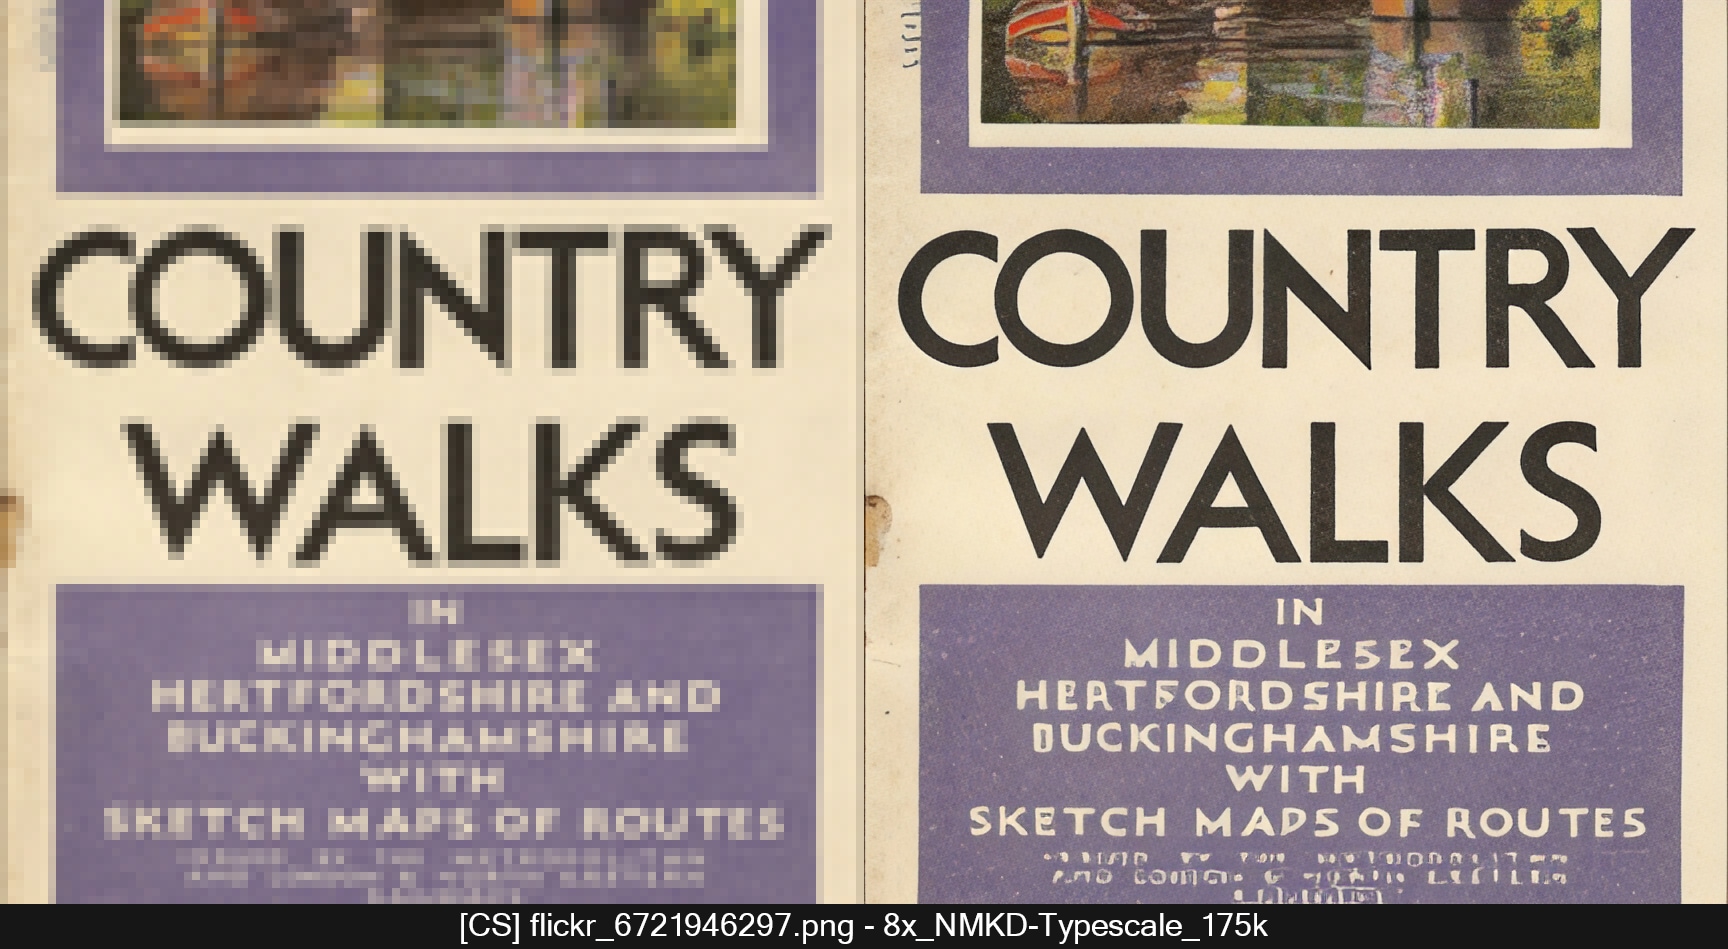 COUNTRY
WALKS
IN
MIDDLESEX
HERTFORDSHIRE AND
BUCKINGHAMSHIRE
WITH
SKETCH MAPS OF ROUTES
COUNTRY
WALKS
IN
MIDDLESEX
HERTFORDSHIRE AND
BUCKINGHAMSHIRE
WITH
SKETCH MAPS OF ROUTES
[CS] flickr_6721946297.png - 8x_NMKD-Typescale_175k